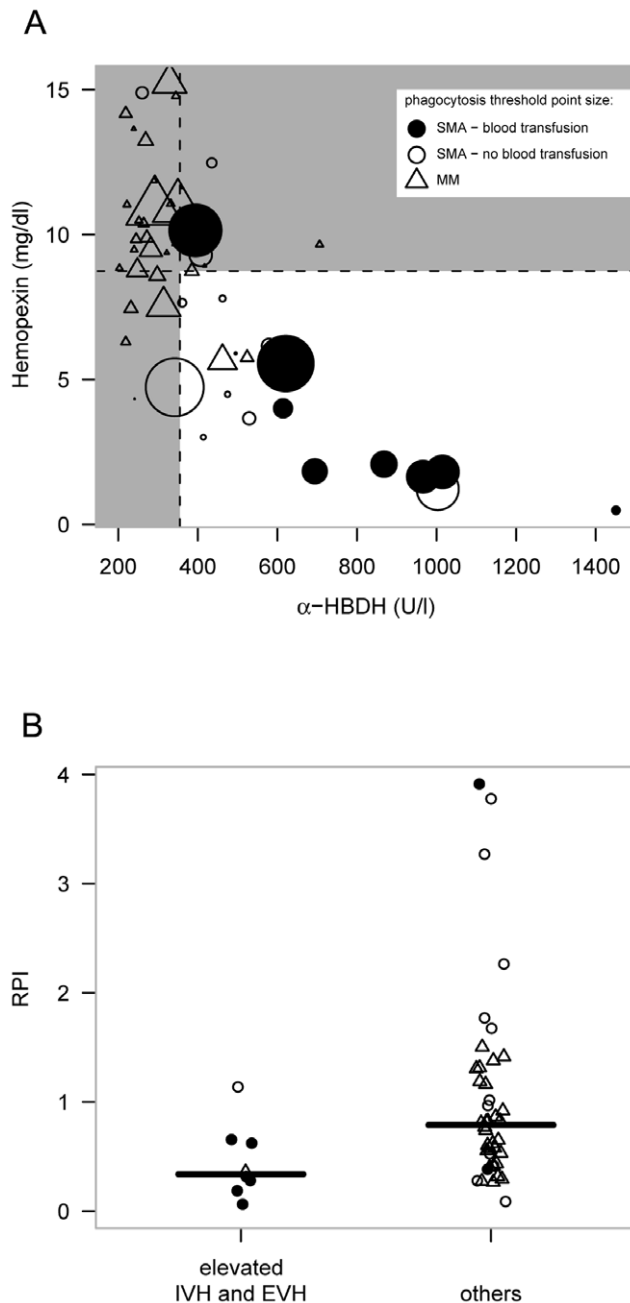 A
15
10
5
0
Hemopexin (mg/dl)
phagocytosis threshold point size:
SMA − blood transfusion
SMA − no blood transfusion
MM
200 400 600 800 1000 1200 1400
α−HBDH (U/l)
B
4
3
2
1
0
RPI
elevated others
IVH and EVH